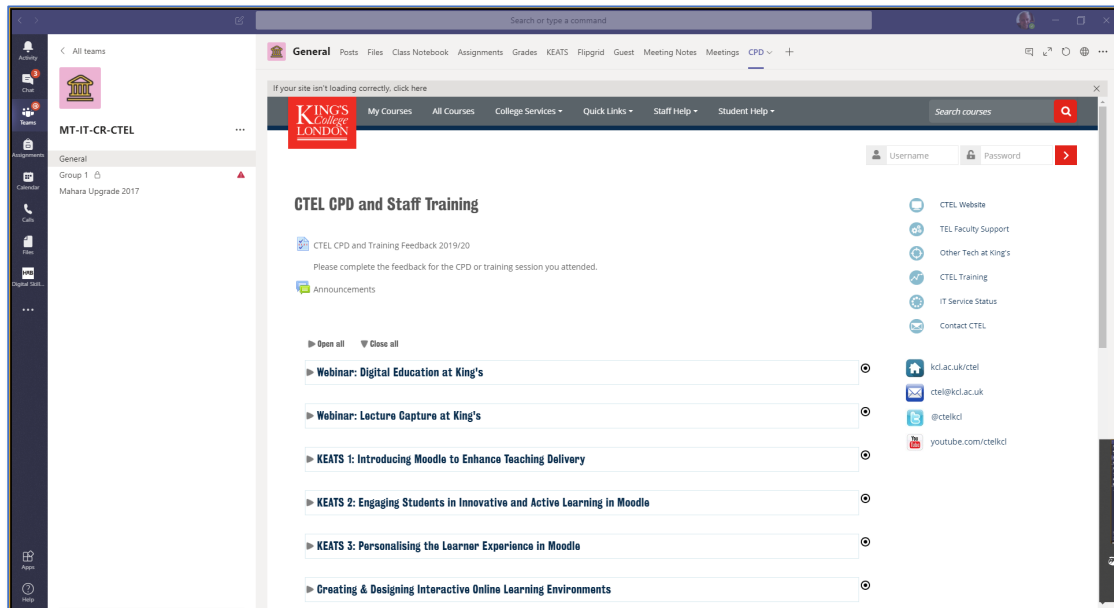 Search or type a command
Activity
3
Chat
Teams
Assignments
Calendar
Calls
Files
HRB
Digital Skill...
Apps
Help
All teams
MT-IT-CR-CTEL
General
Group 1
Mahara Upgrade 2017
General Posts Files Class Notebook Assignments Grades KEATS Flipgrid Guest Meeting Notes Meetings CPD
If your site isn't loading correctly, click here
KING'S
College
LONDON
My Courses All Courses College Services Quick Links Staff Help Student Help
Search courses
Username Password
CTEL CPD and Staff Training
CTEL CPD and Training Feedback 2019/20
Please complete the feedback for the CPD or training session you attended.
Announcements
Open all Close all
Webinar: Digital Education at King's
Webinar: Lecture Capture at King's
KEATS 1: Introducing Moodle to Enhance Teaching Delivery
KEATS 2: Engaging Students in Innovative and Active Learning in Moodle
KEATS 3: Personalising the Learner Experience in Moodle
Creating & Designing Interactive Online Learning Environments
CTEL Website
TEL Faculty Support
Other Tech at King's
CTEL Training
IT Service Status
Contact CTEL
kcl.ac.uk/ctel
ctel@kcl.ac.uk
@ctelkcl
You
Tube
youtube.com/ctelkcl